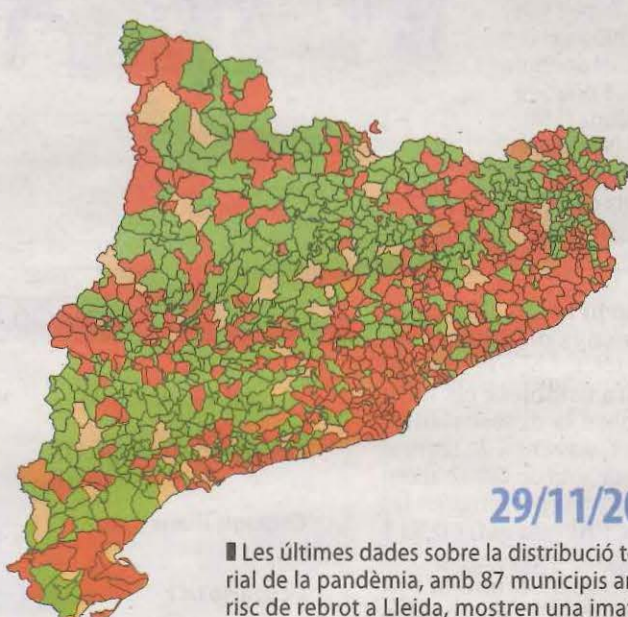 29/11/20
▮ Les últimes dades sobre la distribució
rial de la pandèmia, amb 87 municipis
risc de rebrot a Lleida, mostren una